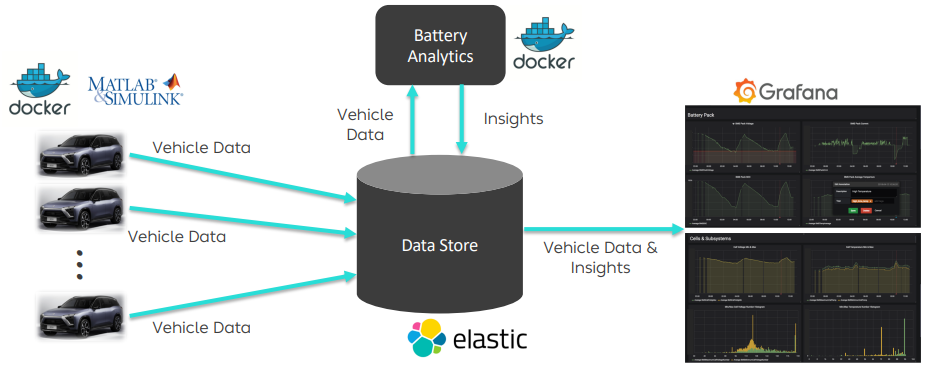 Battery
Analytics
docker
docker
MATLAB®
&SIMULINK®
Vehicle
Data
Insights
Grafana
Vehicle Data
Vehicle Data
Vehicle Data
Data Store
Vehicle Data &
Insights
elastic
Battery Pack
Cells & Subsystems